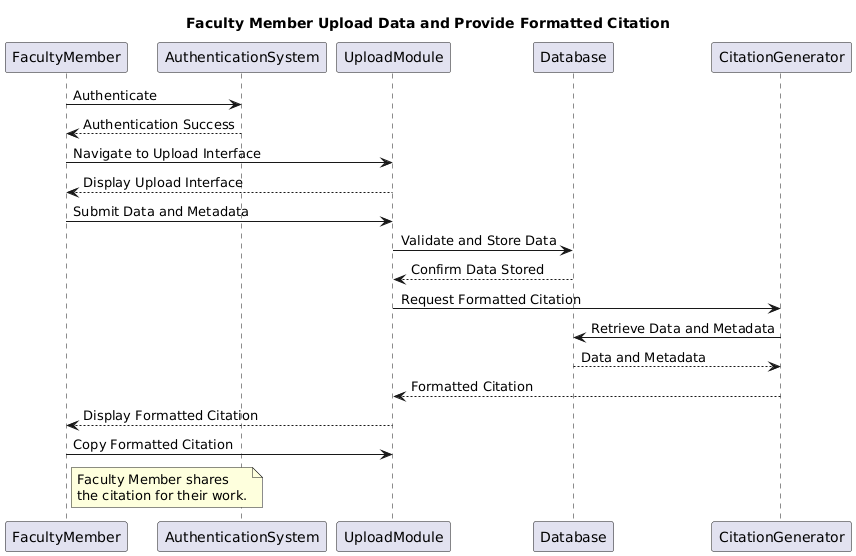 Faculty Member Upload Data and Provide Formatted Citation
FacultyMember
AuthenticationSystem
UploadModule
Database
CitationGenerator
Authenticate
Authentication Success
Navigate to Upload Interface
Display Upload Interface
Submit Data and Metadata
Validate and Store Data
Confirm Data Stored
Request Formatted Citation
Retrieve Data and Metadata
Data and Metadata
Formatted Citation
Display Formatted Citation
Copy Formatted Citation
Faculty Member shares
the citation for their work.
FacultyMember
AuthenticationSystem
UploadModule
Database
CitationGenerator